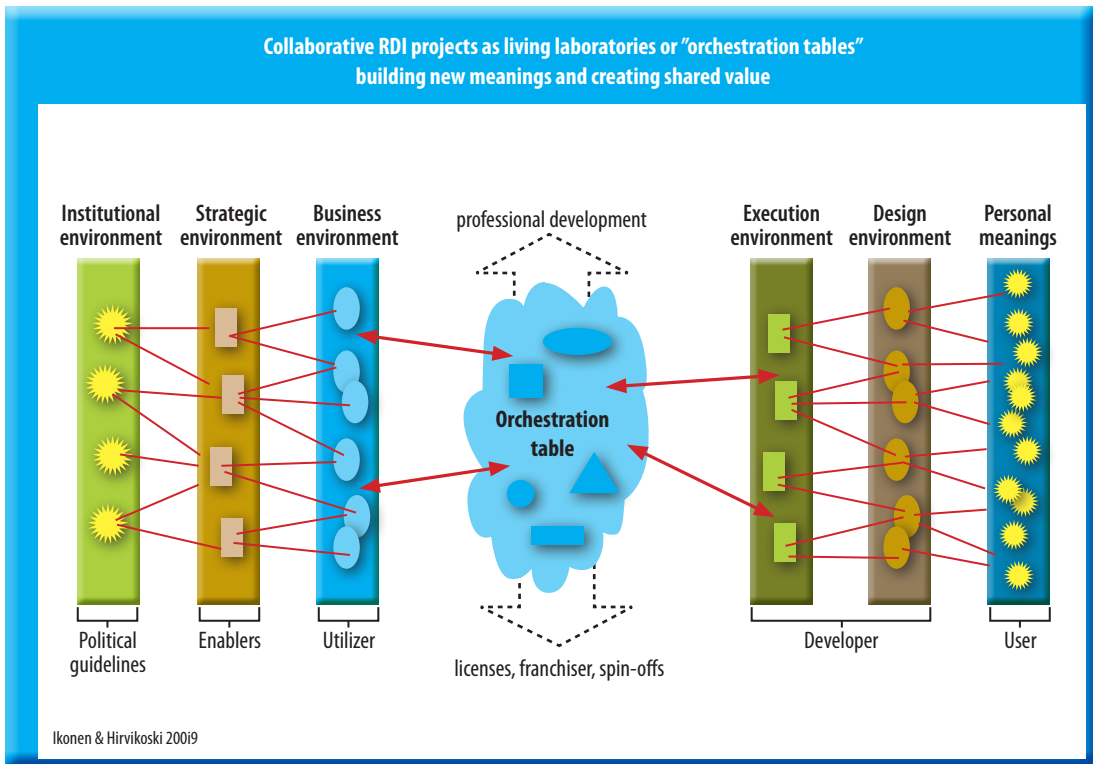 Collaborative RDI projects as living laboratories or ”orchestration tables”
building new meanings and creating shared value
Institutional
environment
Strategic
environment
Business
environment
professional development
Execution
environment
Design
environment
Personal
meanings
Orchestration
table
Political
guidelines
Enablers
Utilizer
licenses, franchiser, spin-offs
Developer
User
Ikonen & Hirvikoski 200i9